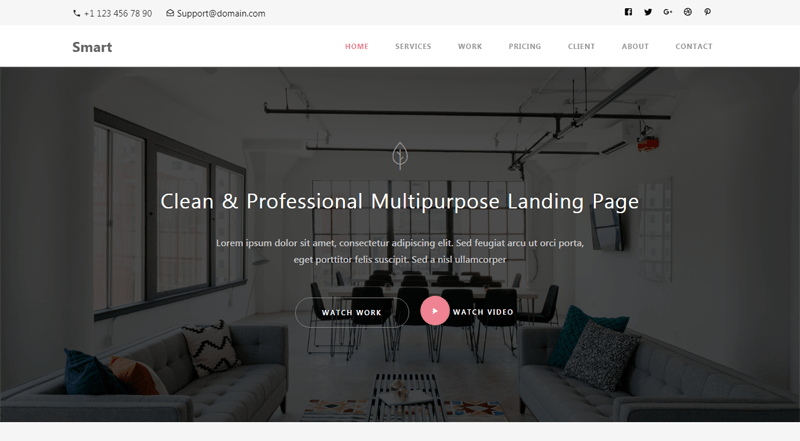 +1 123 456 78 90 Support@domain.com
Smart HOME SERVICES WORK PRICING CLIENT ABOUT CONTACT
Clean & Professional Multipurpose Landing Page
Lorem ipsum dolor sit amet, consectetur adipiscing elit. Sed feugiat arcu ut orci porta,
eget porttitor felis suscipit. Sed a nisl ullamcorper
WATCH WORK WATCH VIDEO